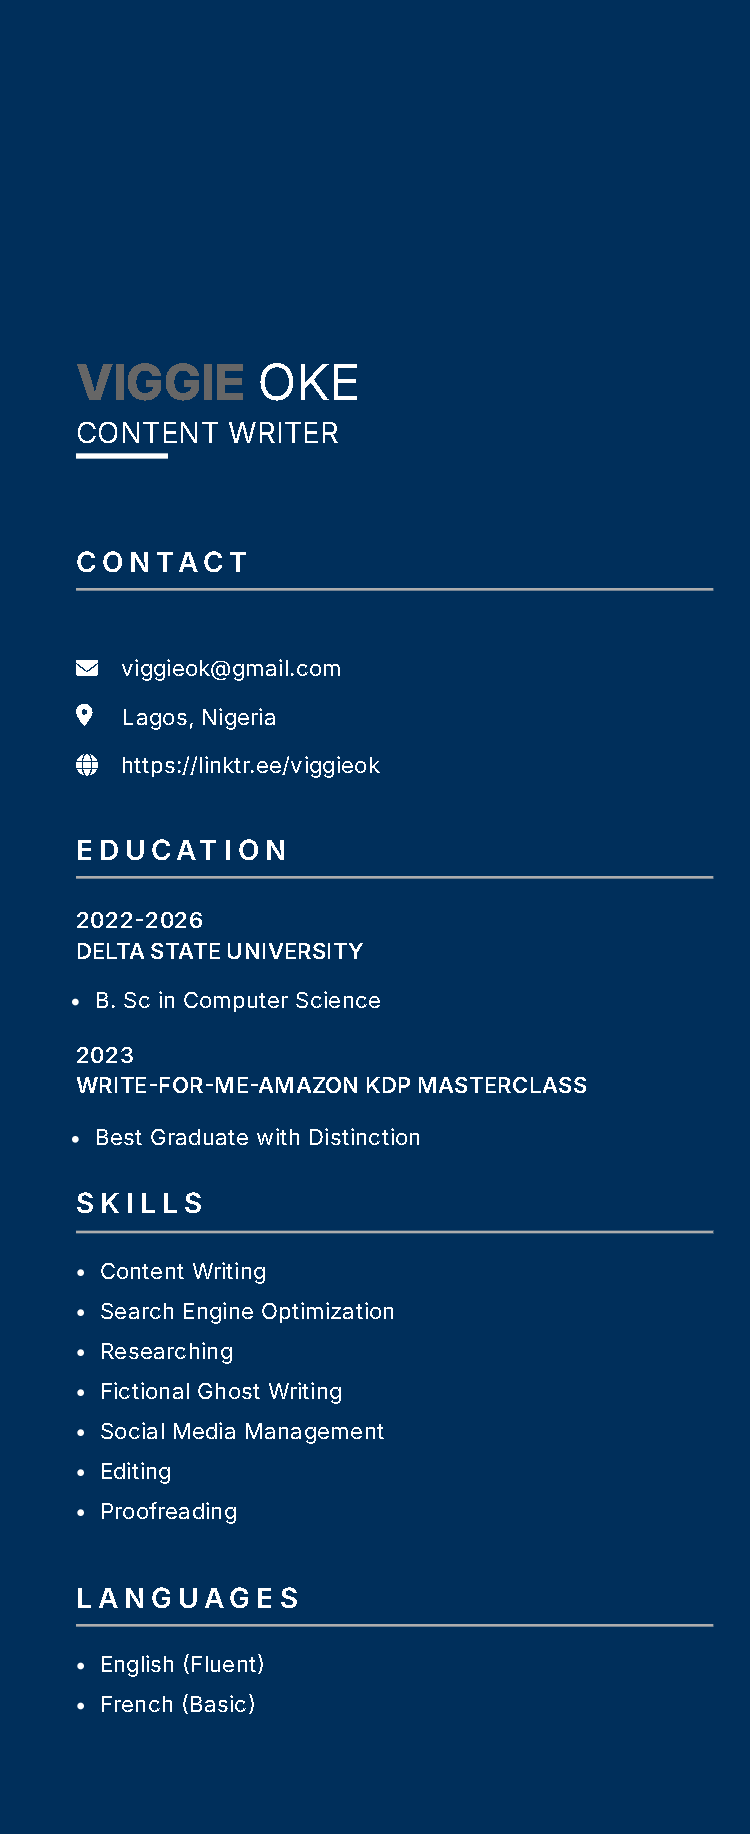 VIGGIE OKE
CONTENT WRITER
CONTACT
viggieok@gmail.com
Lagos, Nigeria
https://linktr.ee/viggieok
EDUCATION
2022-2026
DELTA STATE UNIVERSITY
• B. Sc in Computer Science
2023
WRITE-FOR-ME-AMAZON KDP MASTERCLASS
• Best Graduate with Distinction
SKILLS
• Content Writing
• Search Engine Optimization
• Researching
• Fictional Ghost Writing
• Social Media Management
• Editing
• Proofreading
LANGUAGES
• English (Fluent)
• French (Basic)